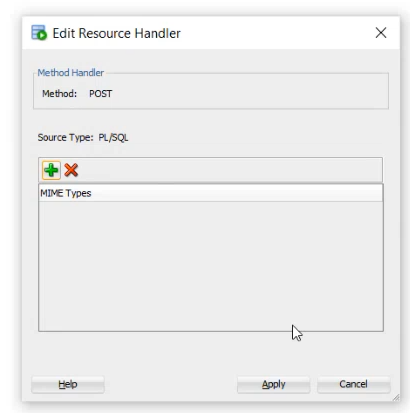 Edit Resource Handler
Method Handler
Method: POST
Source Type: PL/SQL
MIME Types
Help Apply Cancel